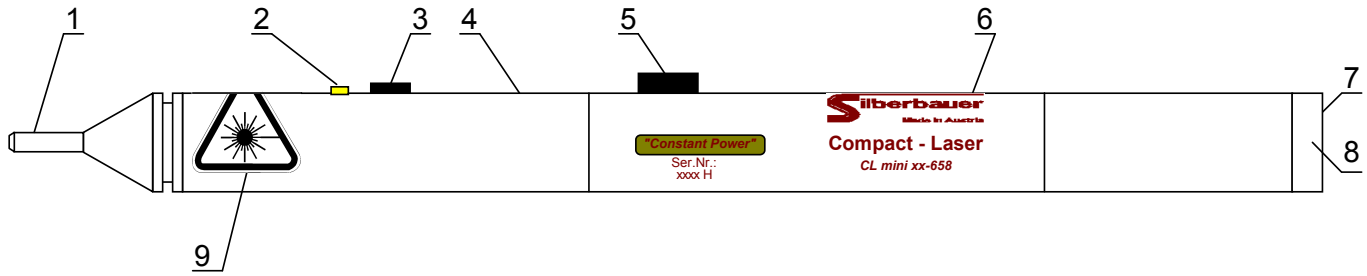 1
2
3
4
5
6
7
8
9
Silberbauer
Made in Austria
"Constant Power"
Ser.Nr.:
xxxx H
Compact - Laser
CL mini xx-658